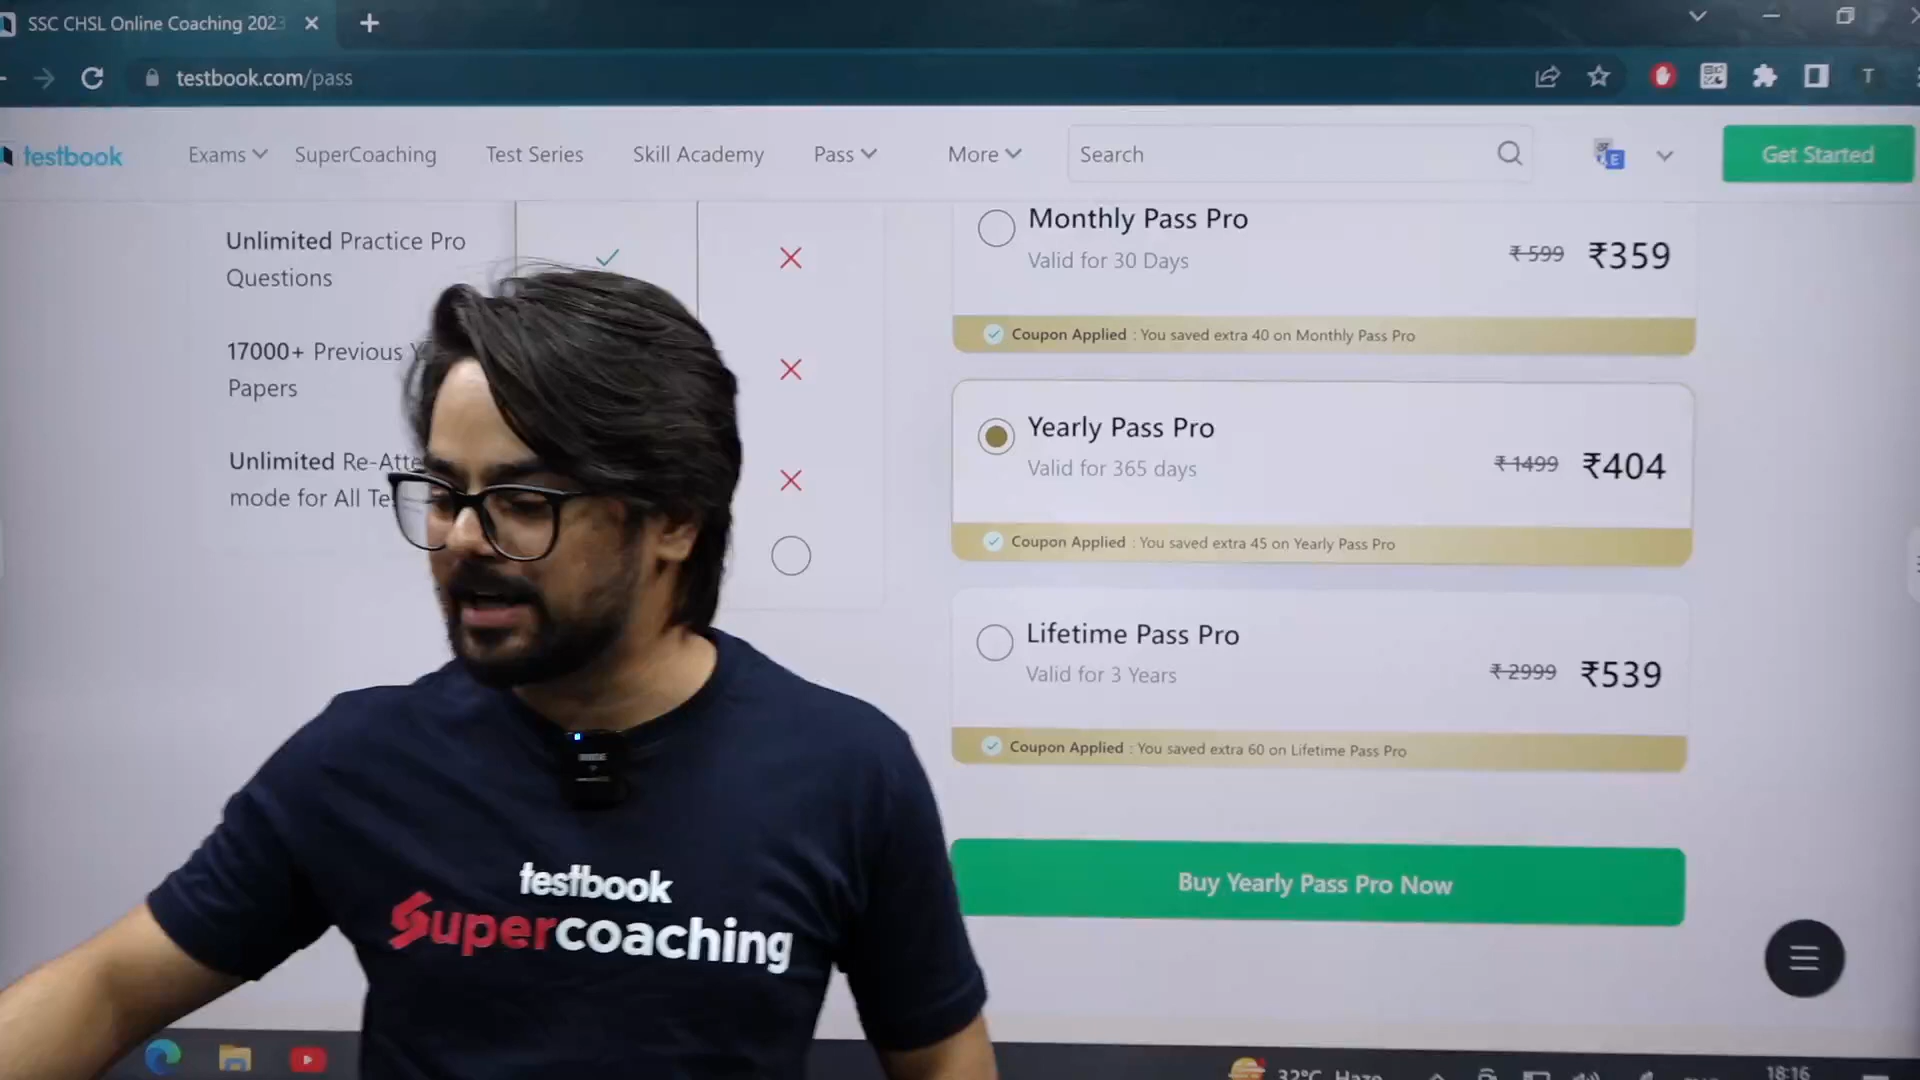 SSC CHSL Online Coaching 2023
testbook.com/pass
T
testbook
Exams
SuperCoaching
Test Series
Skill Academy
Pass
More
Search
E
Get Started
Unlimited Practice Pro
Questions
17000+ Previous
Papers
Unlimited Re-Atte
mode for All Te
Monthly Pass Pro
Valid for 30 Days
₹ 599 ₹359
Coupon Applied : You saved extra 40 on Monthly Pass Pro
Yearly Pass Pro
Valid for 365 days
₹ 1499 ₹404
Coupon Applied : You saved extra 45 on Yearly Pass Pro
Lifetime Pass Pro
Valid for 3 Years
₹ 2999 ₹539
Coupon Applied : You saved extra 60 on Lifetime Pass Pro
Buy Yearly Pass Pro Now
testbook
Supercoaching
32°C Haze
18:16